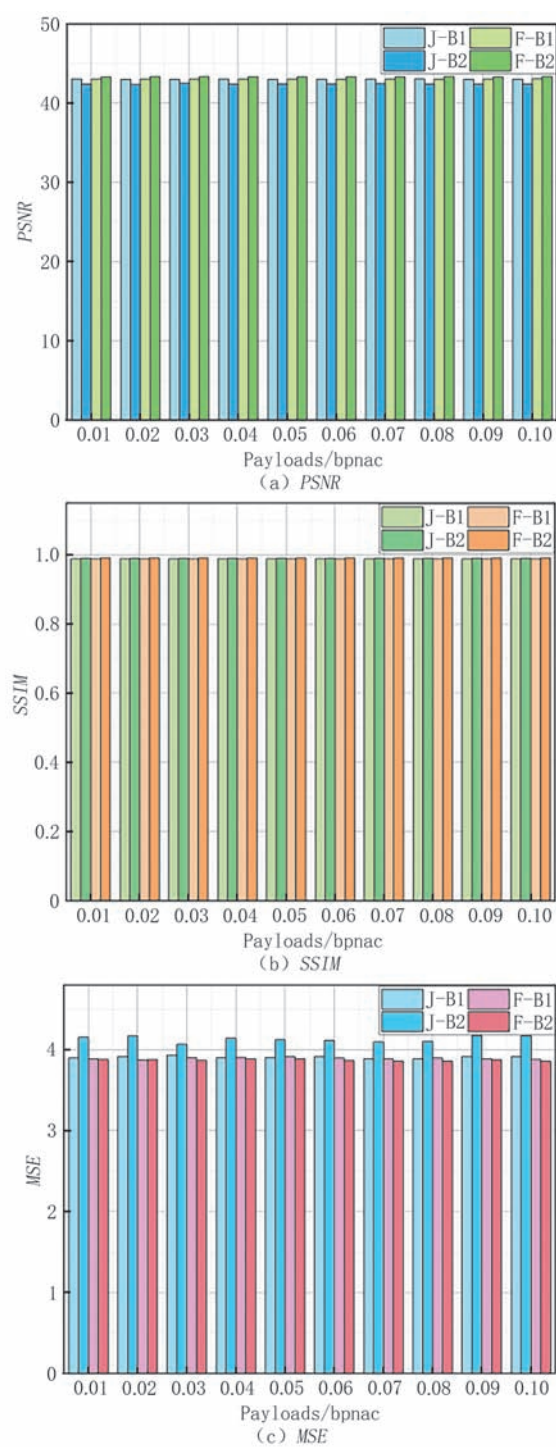 50
40
30
20
10
0
PSNR
J-B1 F-B1
J-B2 F-B2
0.01 0.02 0.03 0.04 0.05 0.06 0.07 0.08 0.09 0.10
Payloads/bpnac
(a) PSNR
1.0
0.8
0.6
0.4
0.2
0
SSIM
J-B1 F-B1
J-B2 F-B2
0.01 0.02 0.03 0.04 0.05 0.06 0.07 0.08 0.09 0.10
Payloads/bpnac
(b) SSIM
4
3
2
1
0
MSE
J-B1 F-B1
J-B2 F-B2
0.01 0.02 0.03 0.04 0.05 0.06 0.07 0.08 0.09 0.10
Payloads/bpnac
(c) MSE